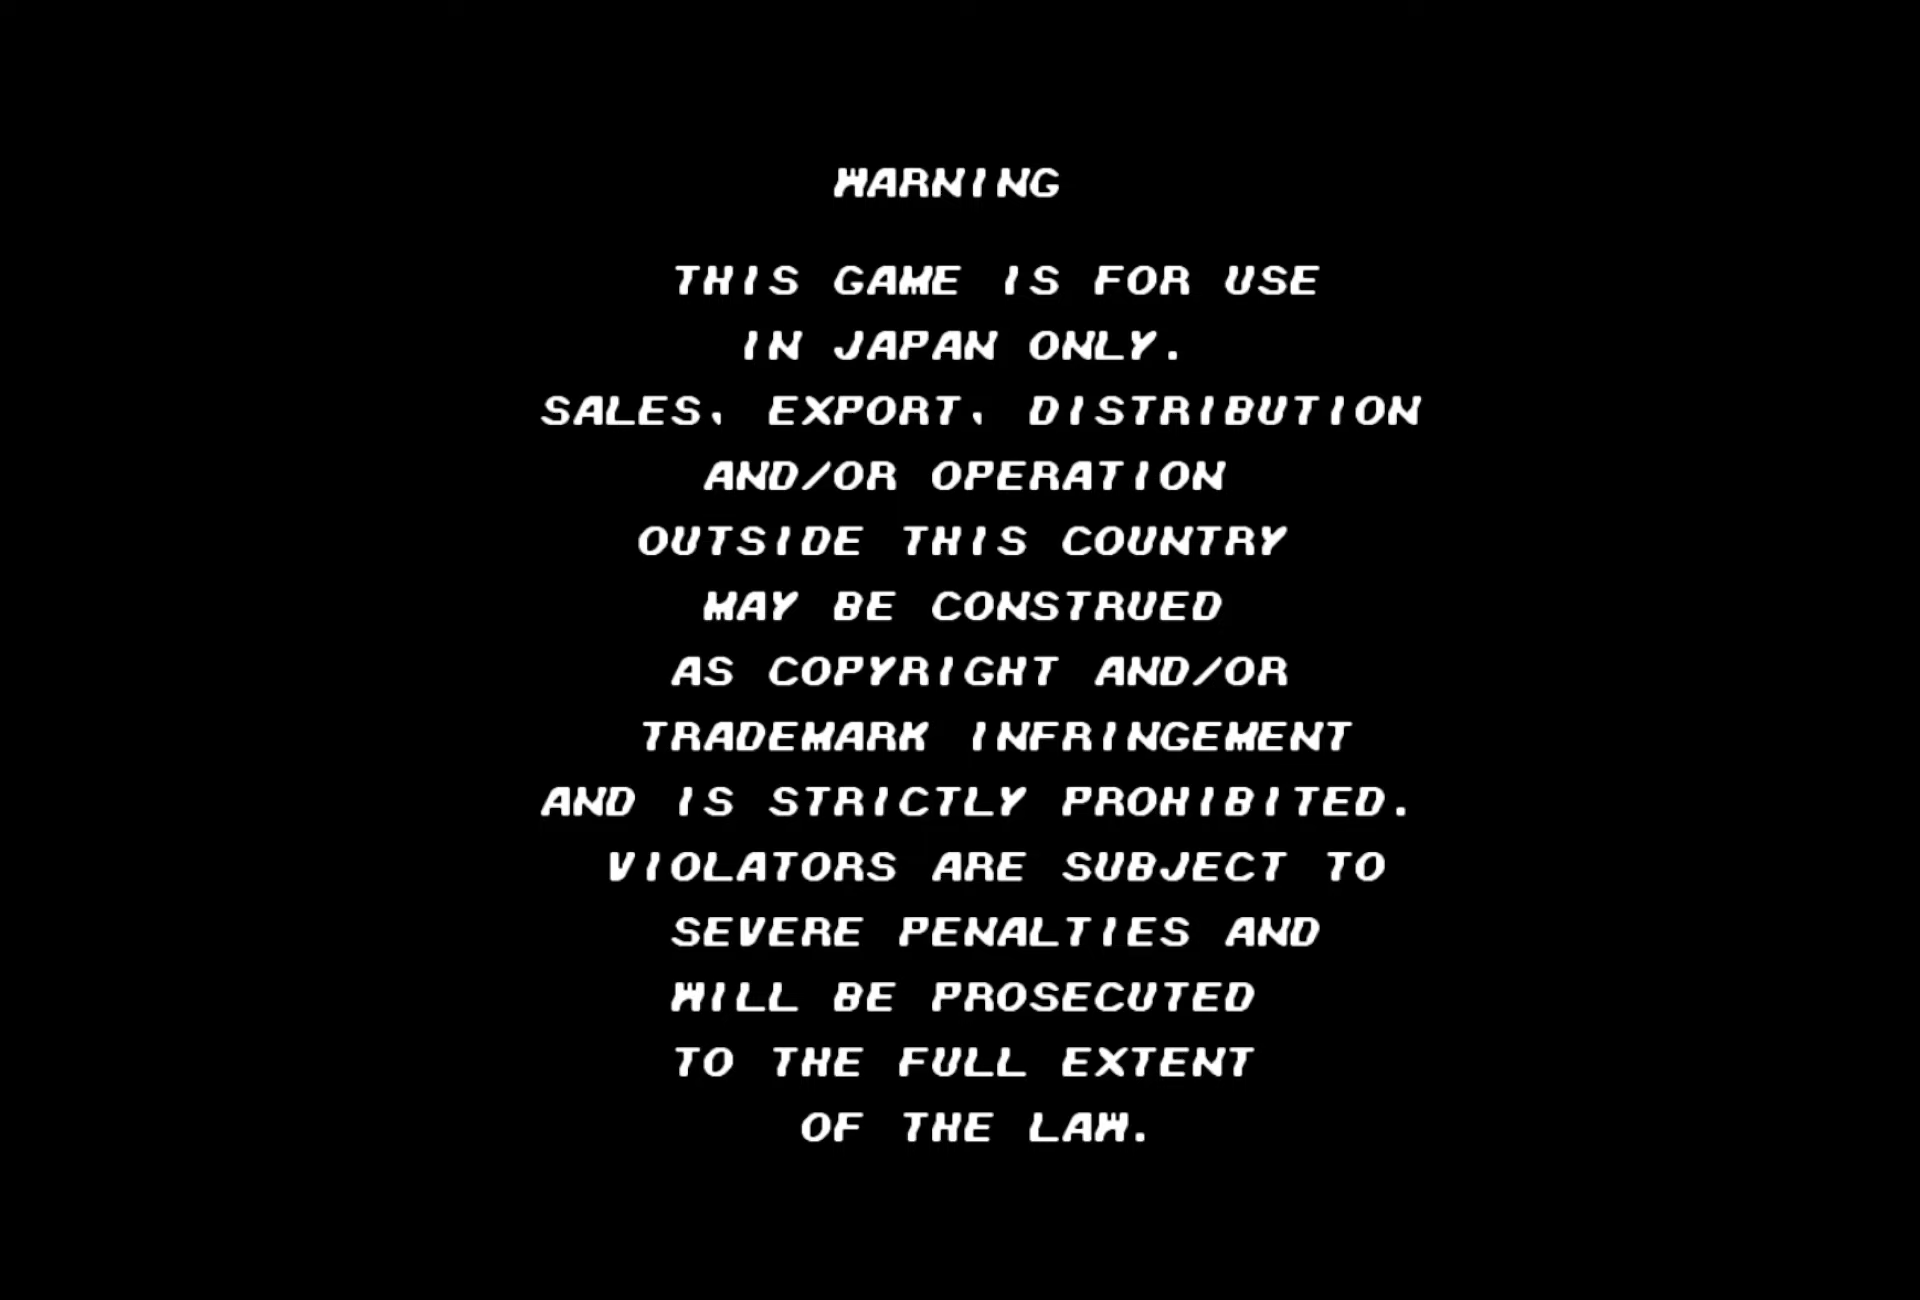 WARNING
THIS GAME IS FOR USE
IN JAPAN ONLY.
SALES, EXPORT, DISTRIBUTION
AND/OR OPERATION
OUTSIDE THIS COUNTRY
MAY BE CONSTRUED
AS COPYRIGHT AND/OR
TRADEMARK INFRINGEMENT
AND IS STRICTLY PROHIBITED.
VIOLATORS ARE SUBJECT TO
SEVERE PENALTIES AND
WILL BE PROSECUTED
TO THE FULL EXTENT
OF THE LAW.